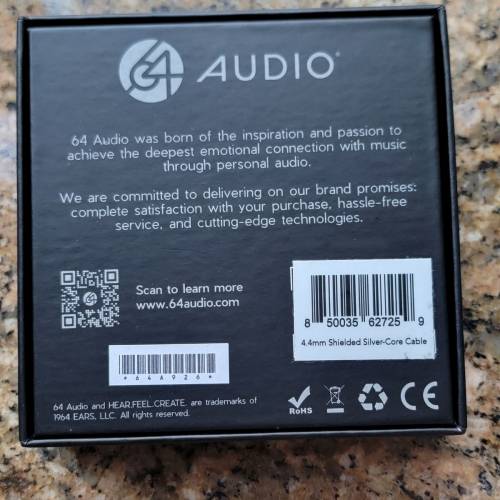 64 AUDIO
64 Audio was born of the inspiration and passion to
achieve the deepest emotional connection with music
through personal audio.
We are committed to delivering on our brand promises:
complete satisfaction with your purchase, hassle-free
service, and cutting-edge technologies.
Scan to learn more
www.64audio.com
8 50035 62725 9
4.4mm Shielded Silver-Core Cable
*64A926*
64 Audio and HEAR.FEEL.CREATE. are trademarks of
1964 EARS, LLC. All rights reserved.
RoHS
CE